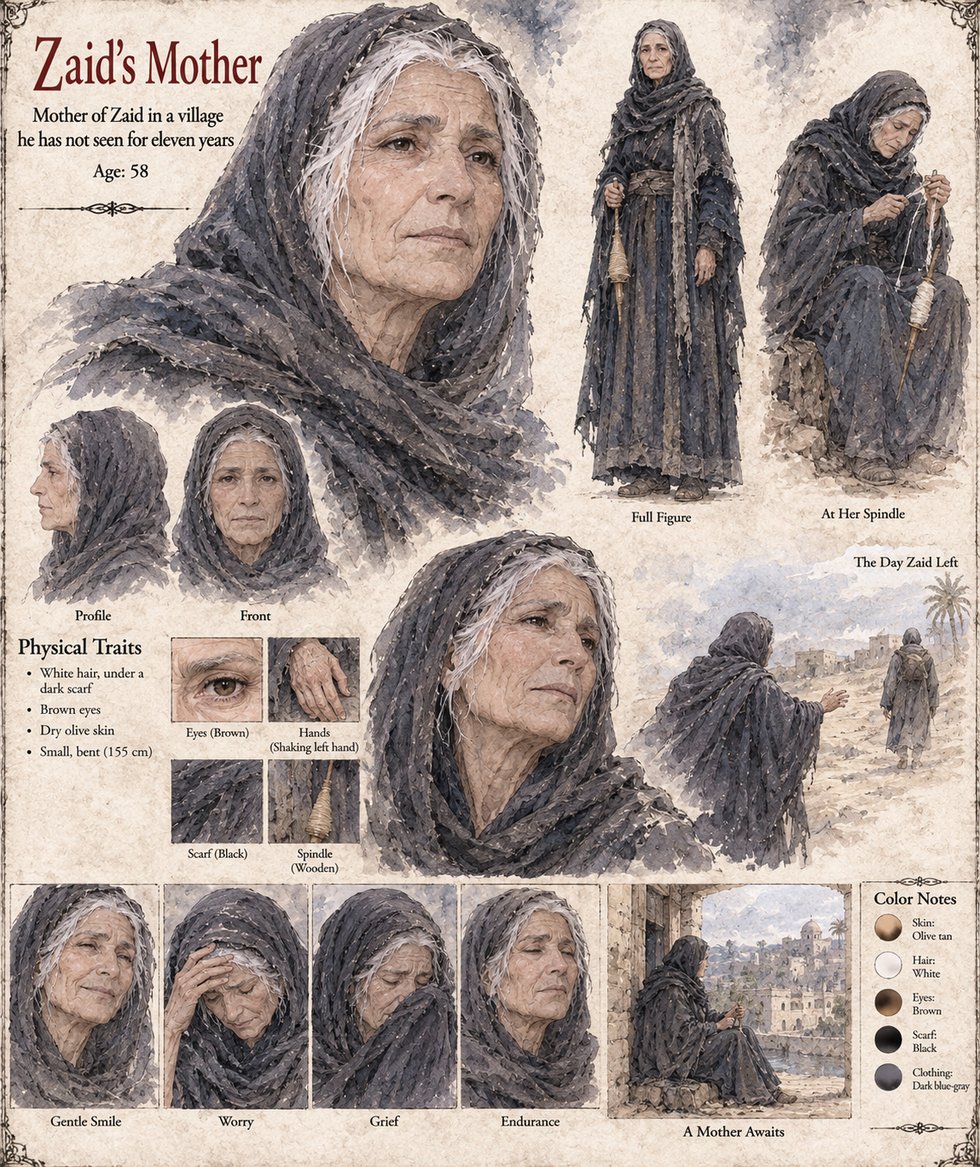 Zaid's Mother
Mother of Zaid in a village
he has not seen for eleven years
Age: 58
Full Figure
At Her Spindle
Profile
Front
The Day Zaid Left
Physical Traits
• White hair, under a
dark scarf
• Brown eyes
• Dry olive skin
• Small, bent (155 cm)
Eyes (Brown)
Hands
(Shaking left hand)
Scarf (Black)
Spindle
(Wooden)
Gentle Smile
Worry
Grief
Endurance
A Mother Awaits
Color Notes
Skin:
Olive tan
Hair:
White
Eyes:
Brown
Scarf:
Black
Clothing:
Dark blue-gray